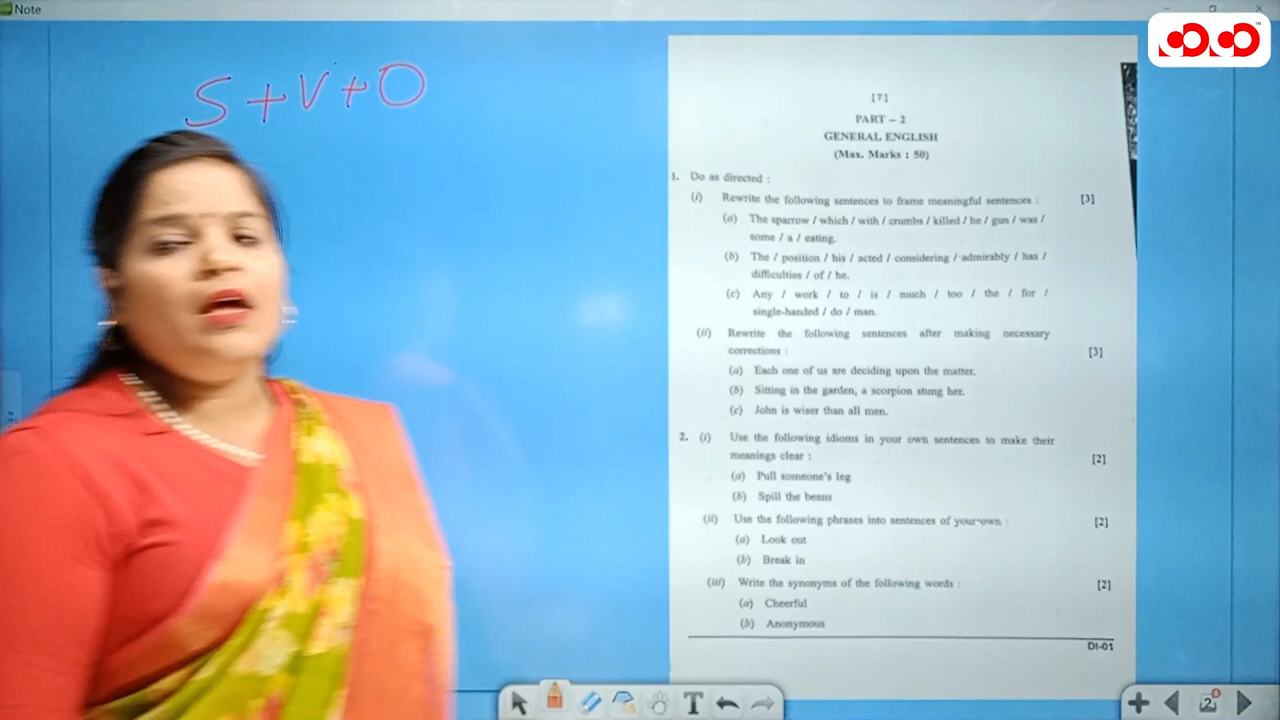 Note
S+V+O
[7]
PART – 2
GENERAL ENGLISH
(Max. Marks : 50)
1. Do as directed :
(i) Rewrite the following sentences to frame meaningful sentences : [3]
(a) The sparrow / which / with / crumbs / killed / he / gun / was /
some / a / eating.
(b) The / position / his / acted / considering / admirably / has /
difficulties / of / he.
(c) Any / work / to / is / much / too / the / for /
single-handed / do / man.
(ii) Rewrite the following sentences after making necessary
corrections : [3]
(a) Each one of us are deciding upon the matter.
(b) Sitting in the garden, a scorpion stung her.
(c) John is wiser than all men.
2. (i) Use the following idioms in your own sentences to make their
meanings clear : [2]
(a) Pull someone's leg
(b) Spill the beans
(ii) Use the following phrases into sentences of your own : [2]
(a) Look out
(b) Break in
(iii) Write the synonyms of the following words : [2]
(a) Cheerful
(b) Anonymous
DI-01
T
2